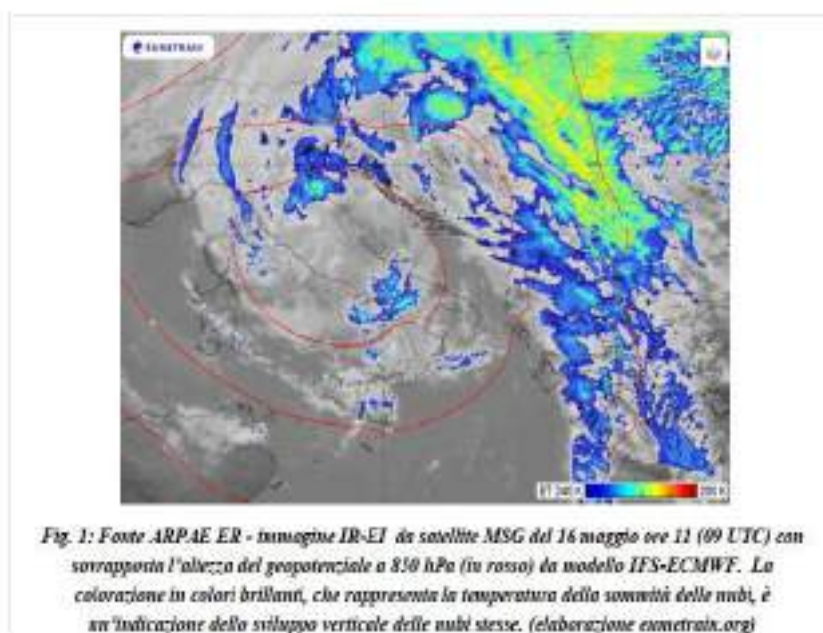 EUMETRAIN
Fig. 1: Fonte ARPAE ER - immagine IR-EI da satellite MSG del 16 maggio ore 11 (09 UTC) con
sovrapposta l'altezza del geopotenziale a 850 hPa (in rosso) da modello IFS-ECMWF. La
colorazione in colori brillanti, che rappresenta la temperatura della sommità delle nubi, è
un'indicazione dello sviluppo verticale delle nubi stesse. (elaborazione eumetrain.org)